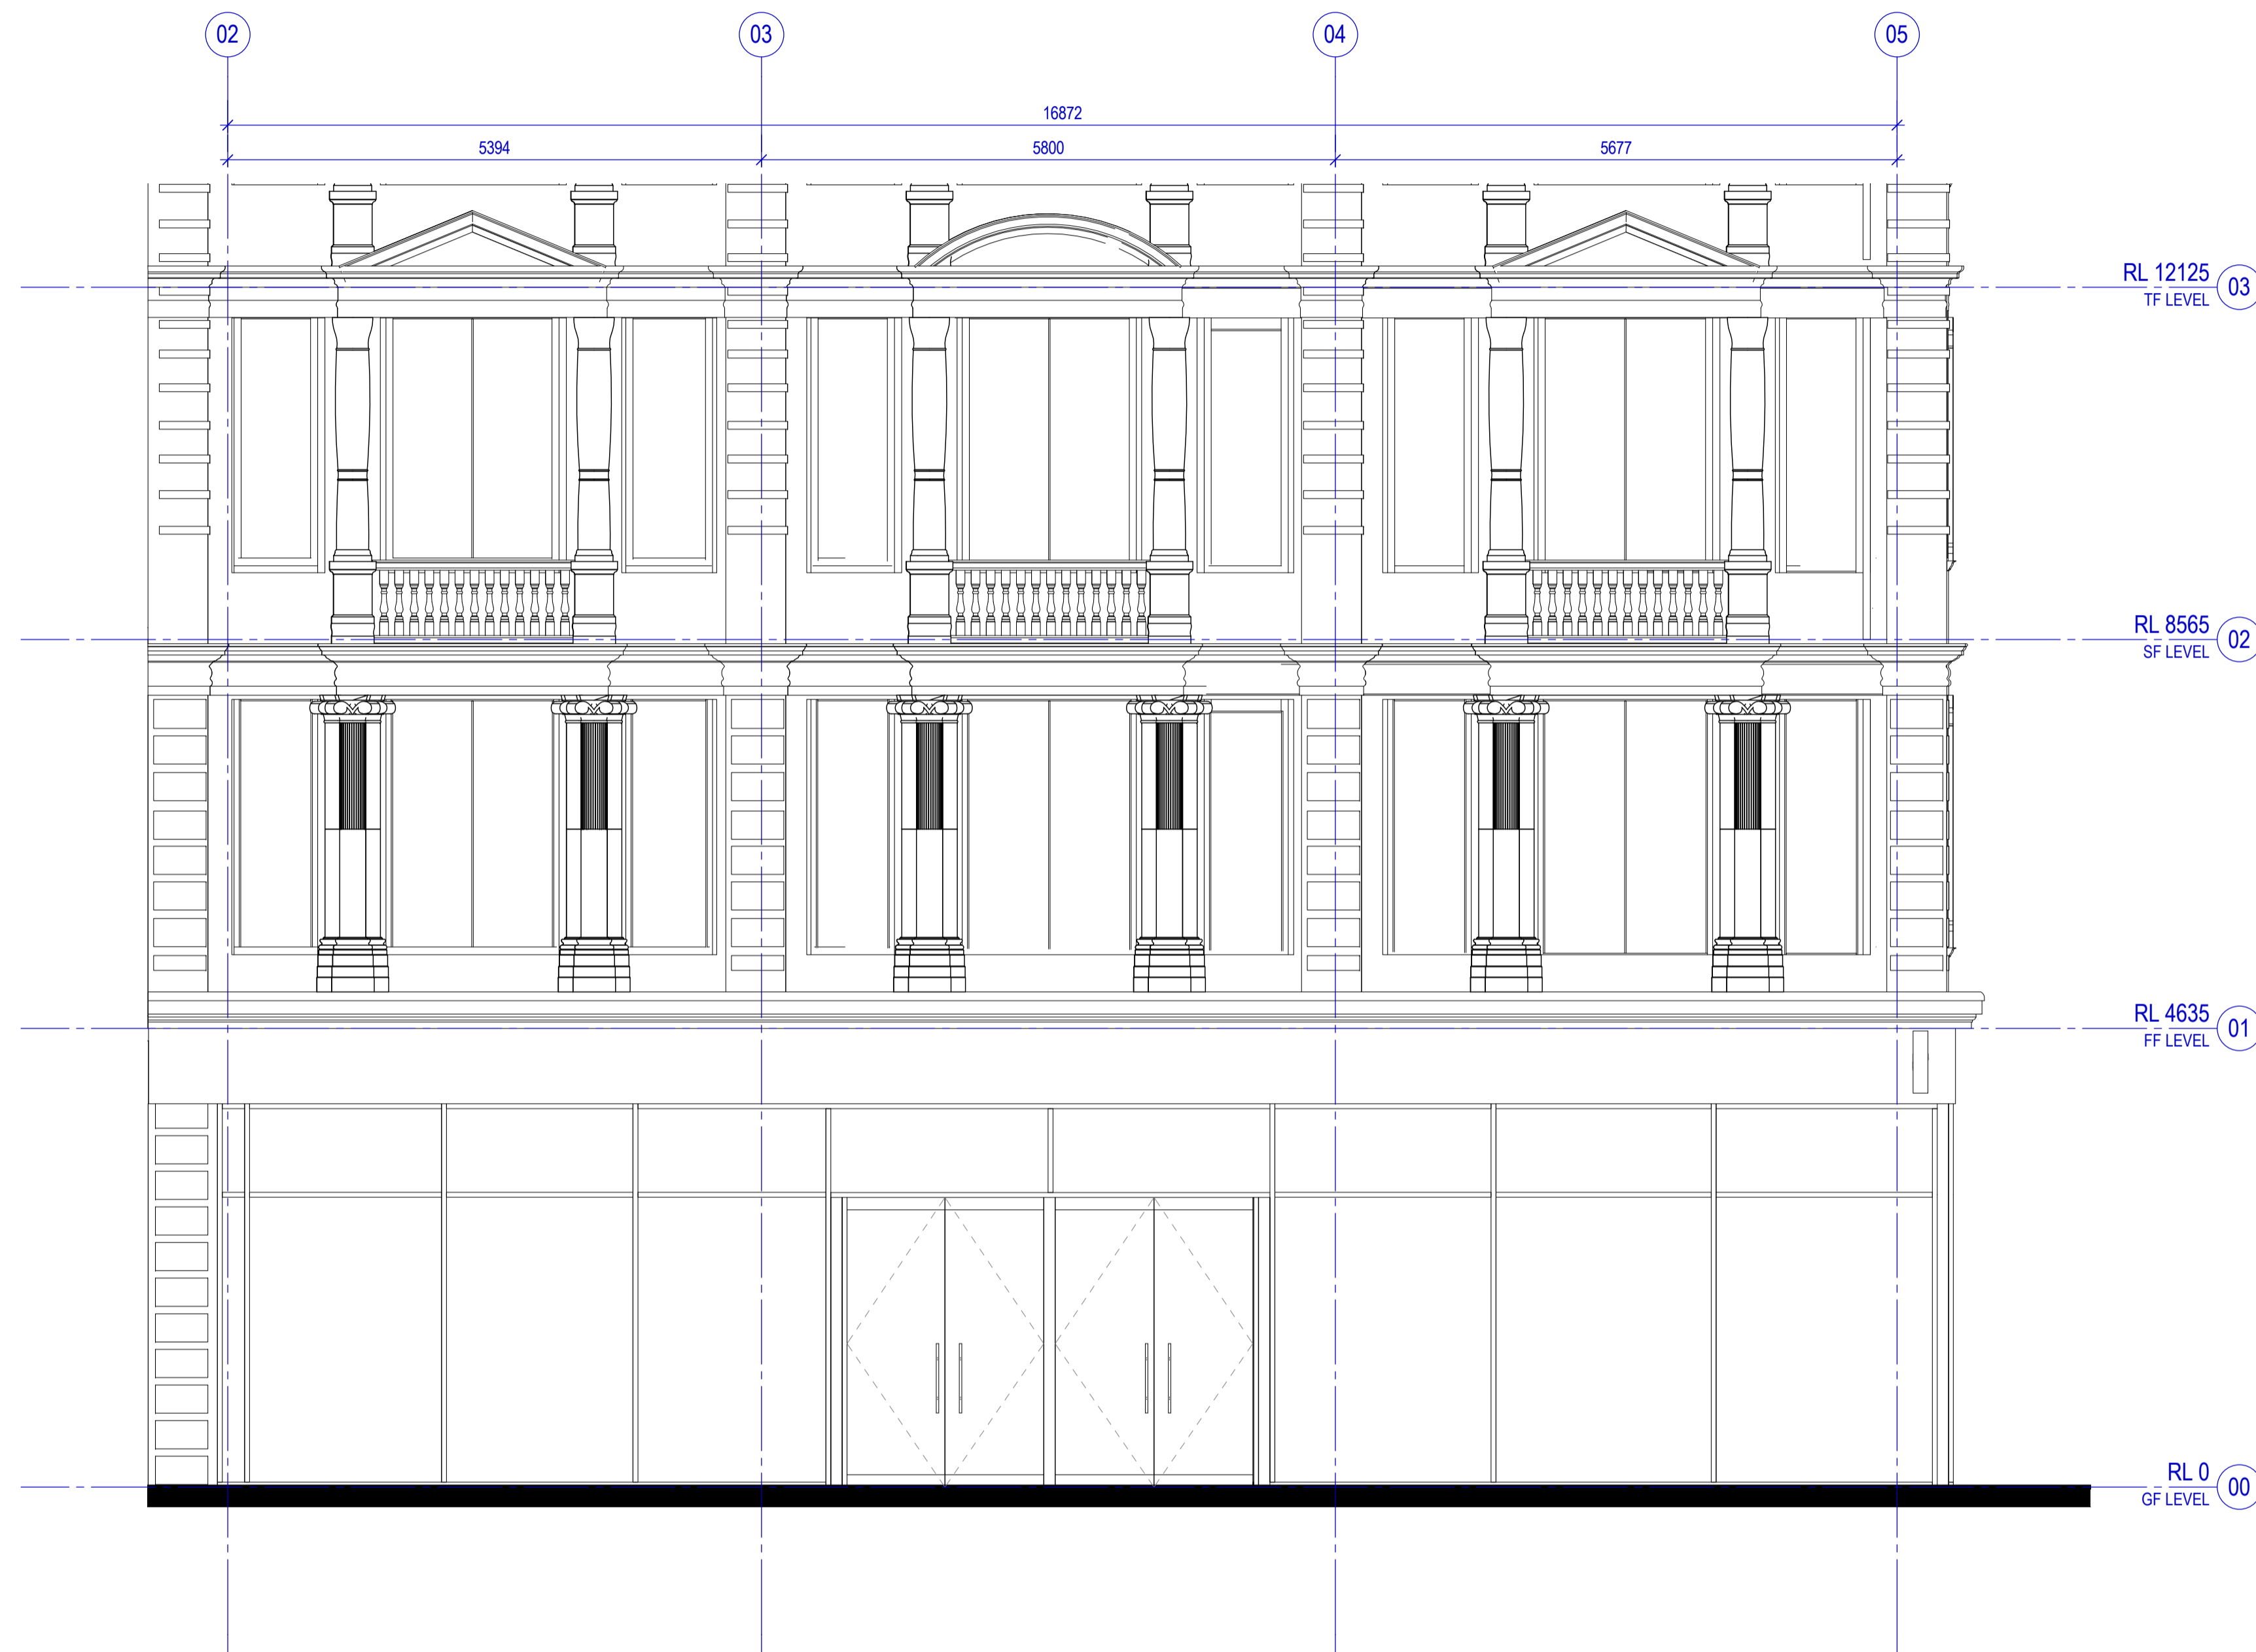 02 03 04 05
16872
5394 5800 5677
RL 12125
TF LEVEL
03
RL 8565
SF LEVEL
02
RL 4635
FF LEVEL
01
RL 0
GF LEVEL
00